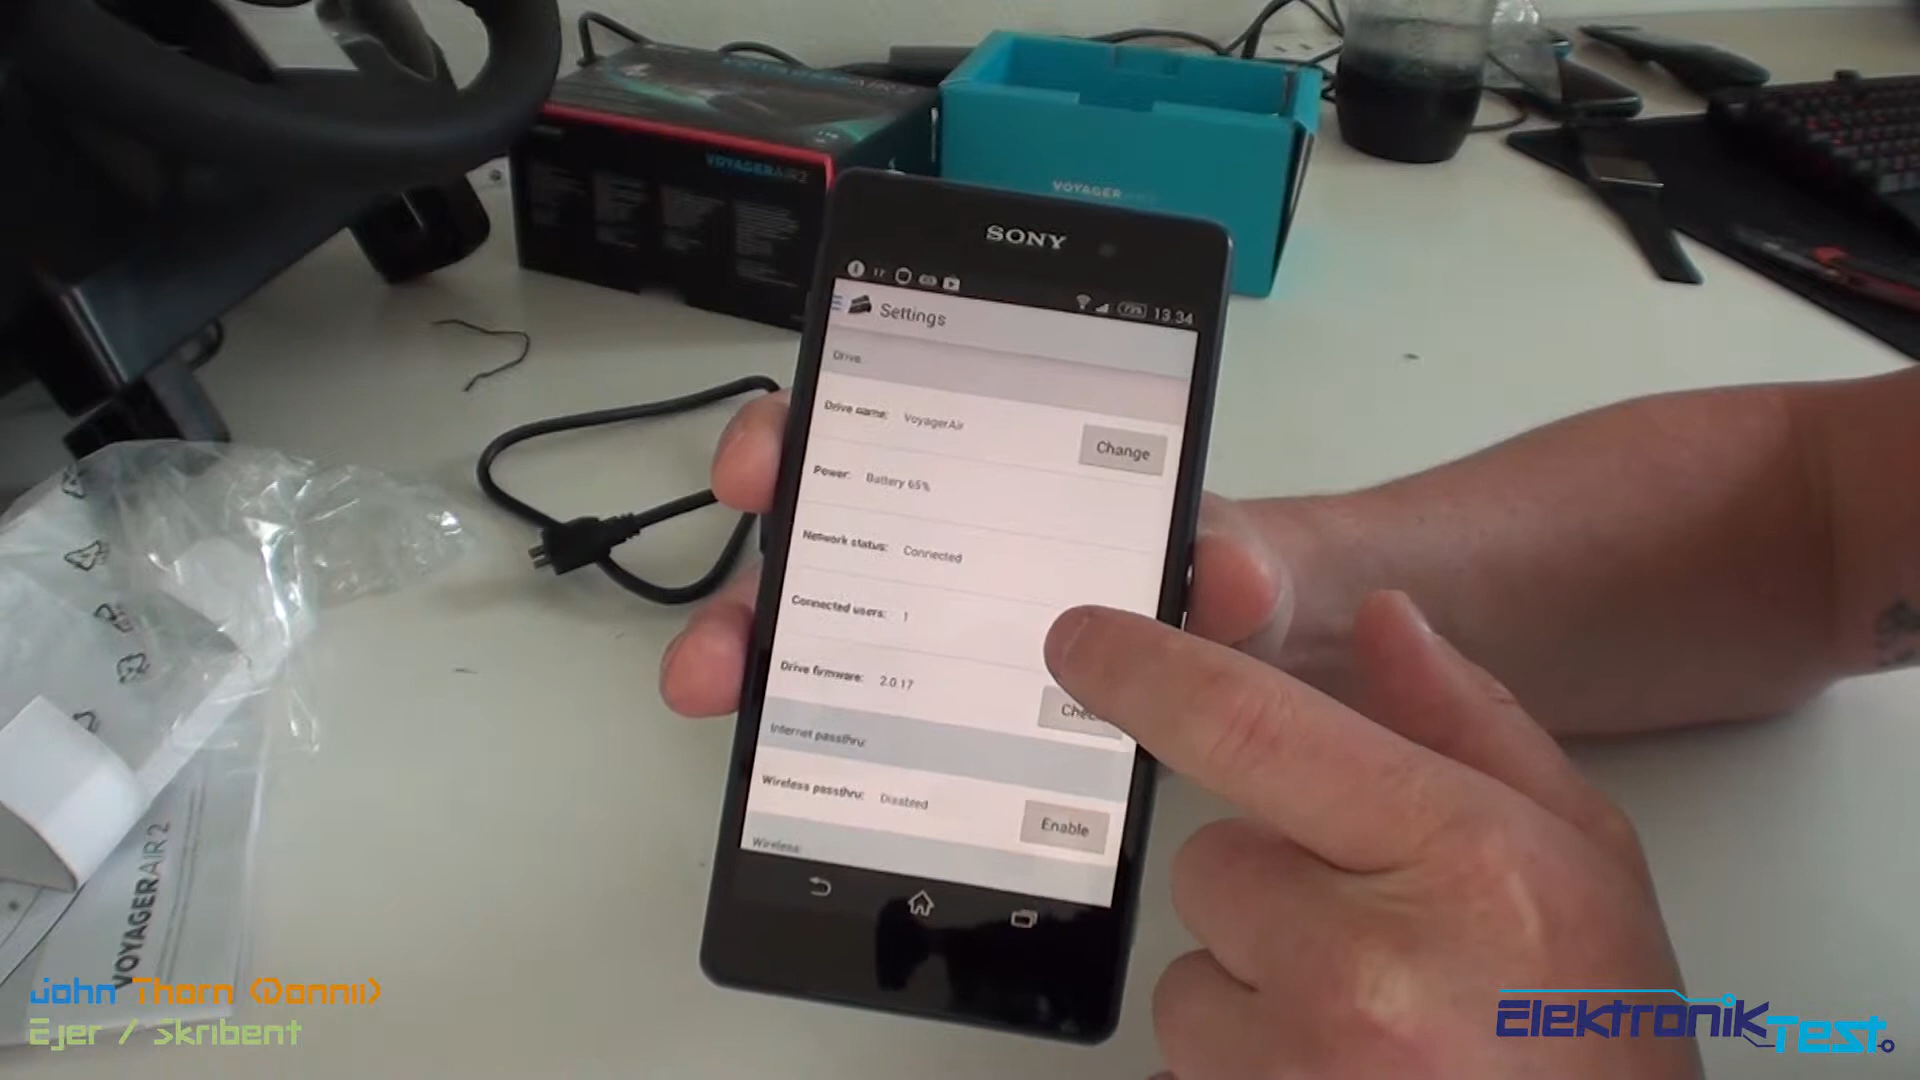 VOYAGERAIR2
VOYAGER
SONY
17
73%
13.34
Settings
Drive
Drive name: VoyagerAir
Change
Power: Battery 65%
Network status: Connected
Connected users: 1
Drive firmware: 2.0.17
Internet passthru:
Wireless passthru: Disabled
Enable
Wireless:
VOYAGERAIR2
John Thorn (Donnii)
Ejer / Skribent
ElektronikTest